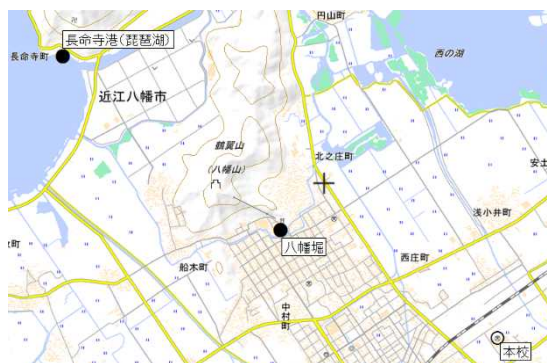 円山町
長命寺港(琵琶湖)
長命寺町
西の湖
近江八幡市
鶴翼山
(八幡山)
北之庄町
安土
浅小井町
八幡堀
西庄町
船木町
中村町
本校